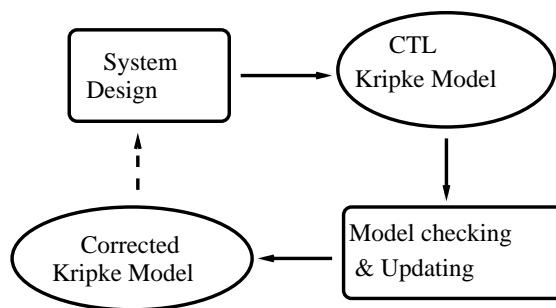 System
Design
CTL
Kripke Model
Model checking
& Updating
Corrected
Kripke Model